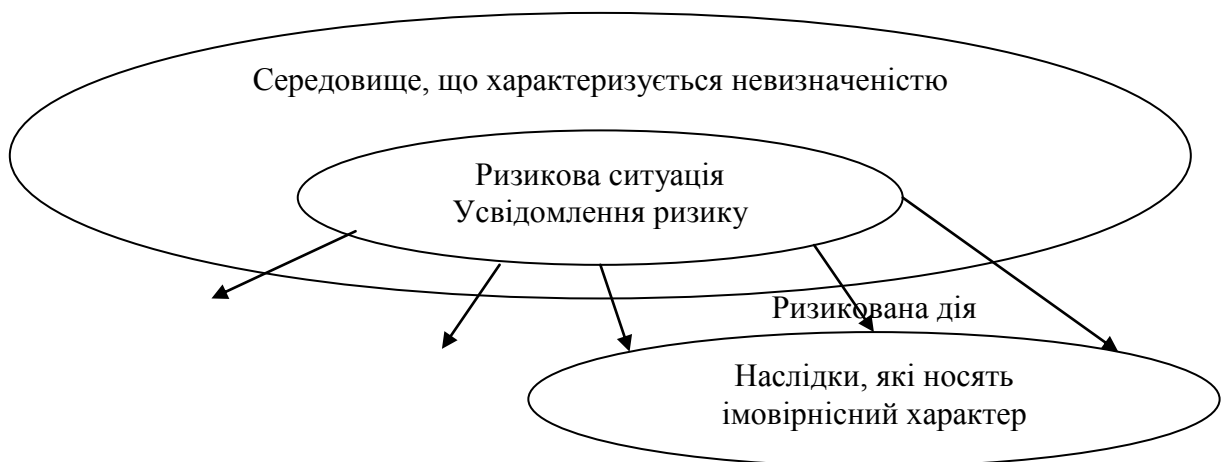 Середовище, що характеризується невизначеністю
Ризикова ситуація
Усвідомлення ризику
Ризикована дія
Наслідки, які носять
імовірнісний характер